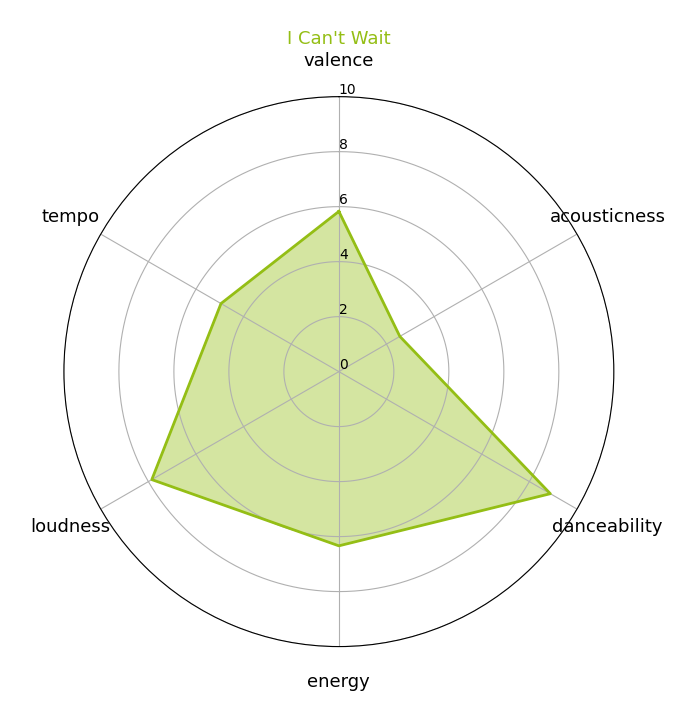 I Can't Wait
valence
10
8
tempo
acousticness
6
4
2
0
loudness
danceability
energy